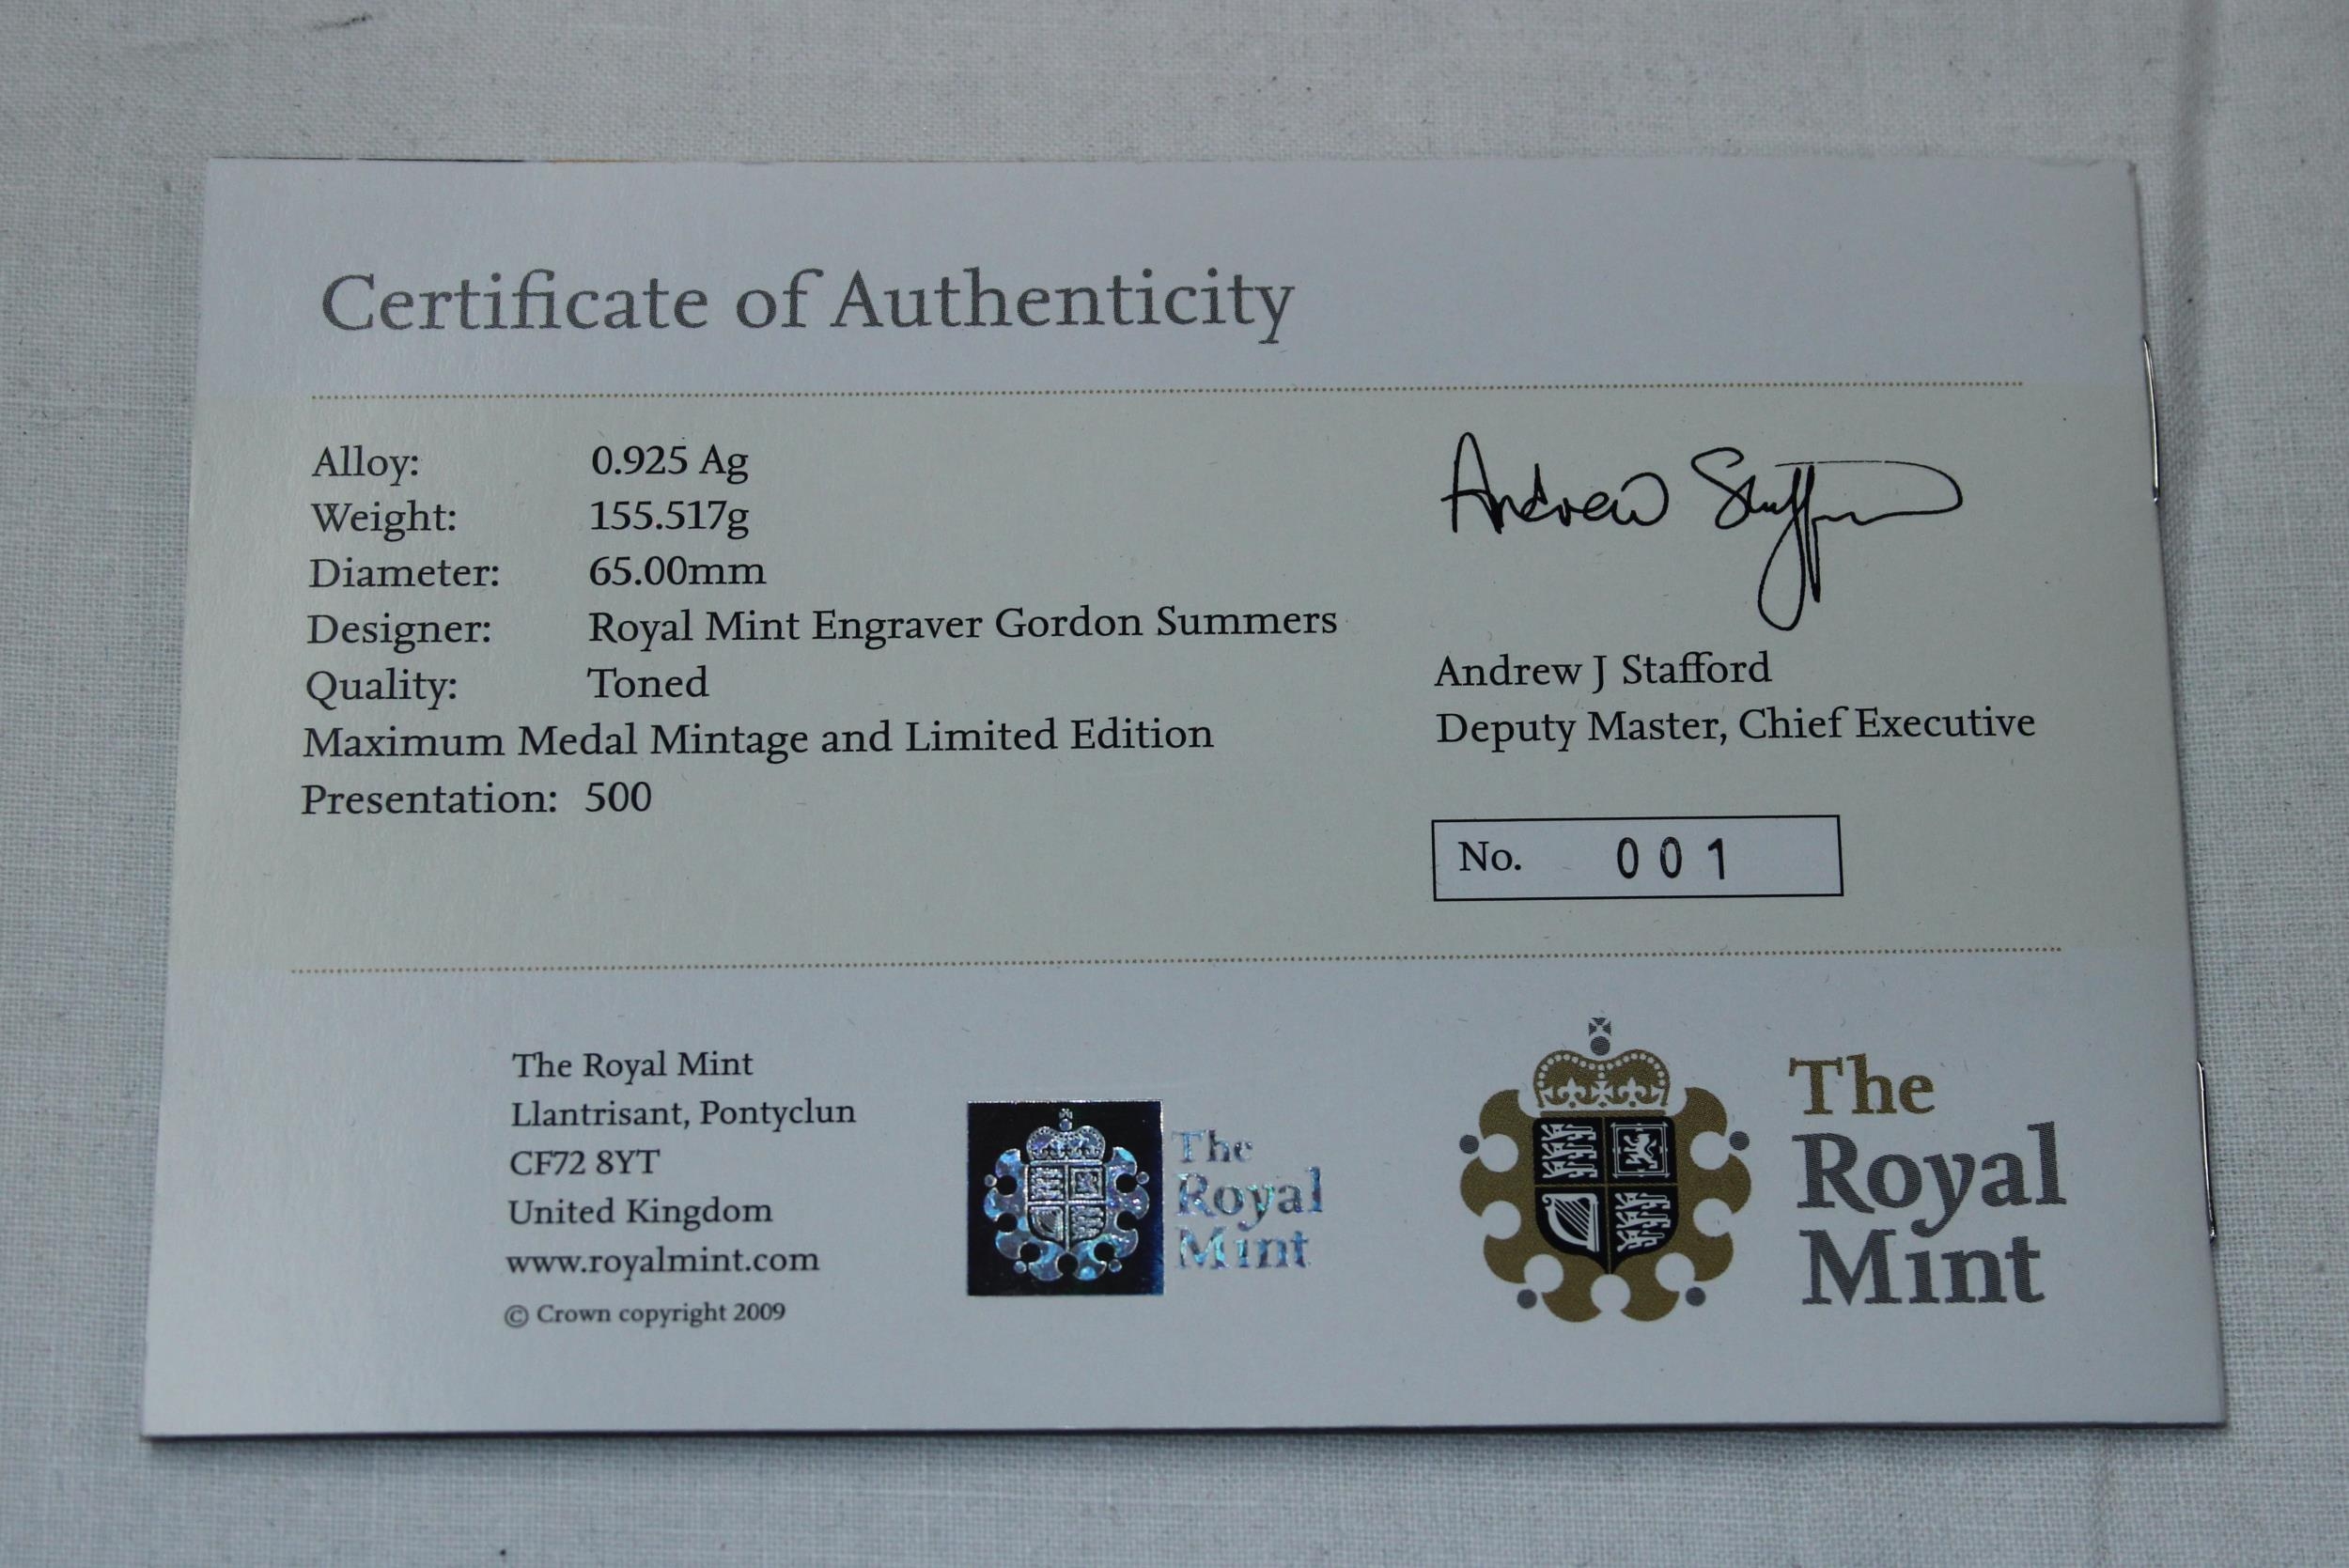 Certificate of Authenticity
Alloy: 0.925 Ag
Weight: 155.517g
Diameter: 65.00mm
Designer: Royal Mint Engraver Gordon Summers
Quality: Toned
Maximum Medal Mintage and Limited Edition
Presentation: 500
Andrew Stafford
Andrew J Stafford
Deputy Master, Chief Executive
No. 001
The Royal Mint
Llantrisant, Pontyclun
CF72 8YT
United Kingdom
www.royalmint.com
© Crown copyright 2009
The
Royal
Mint
The
Royal
Mint